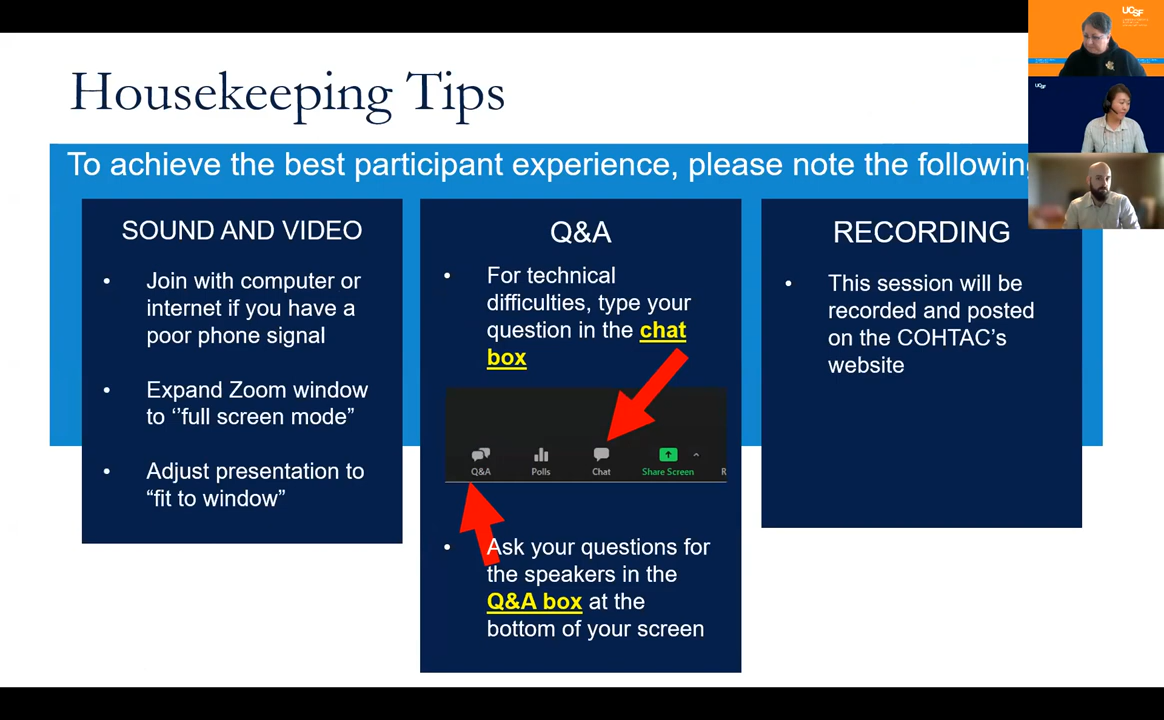 Housekeeping Tips
To achieve the best participant experience, please note the following
SOUND AND VIDEO
• Join with computer or
internet if you have a
poor phone signal
• Expand Zoom window
to ‘’full screen mode”
• Adjust presentation to
“fit to window”
Q&A
• For technical
difficulties, type your
question in the chat
box
Q&A Polls Chat Share Screen R
• Ask your questions for
the speakers in the
Q&A box at the
bottom of your screen
RECORDING
• This session will be
recorded and posted
on the COHTAC’s
website
UCSF
UCSF